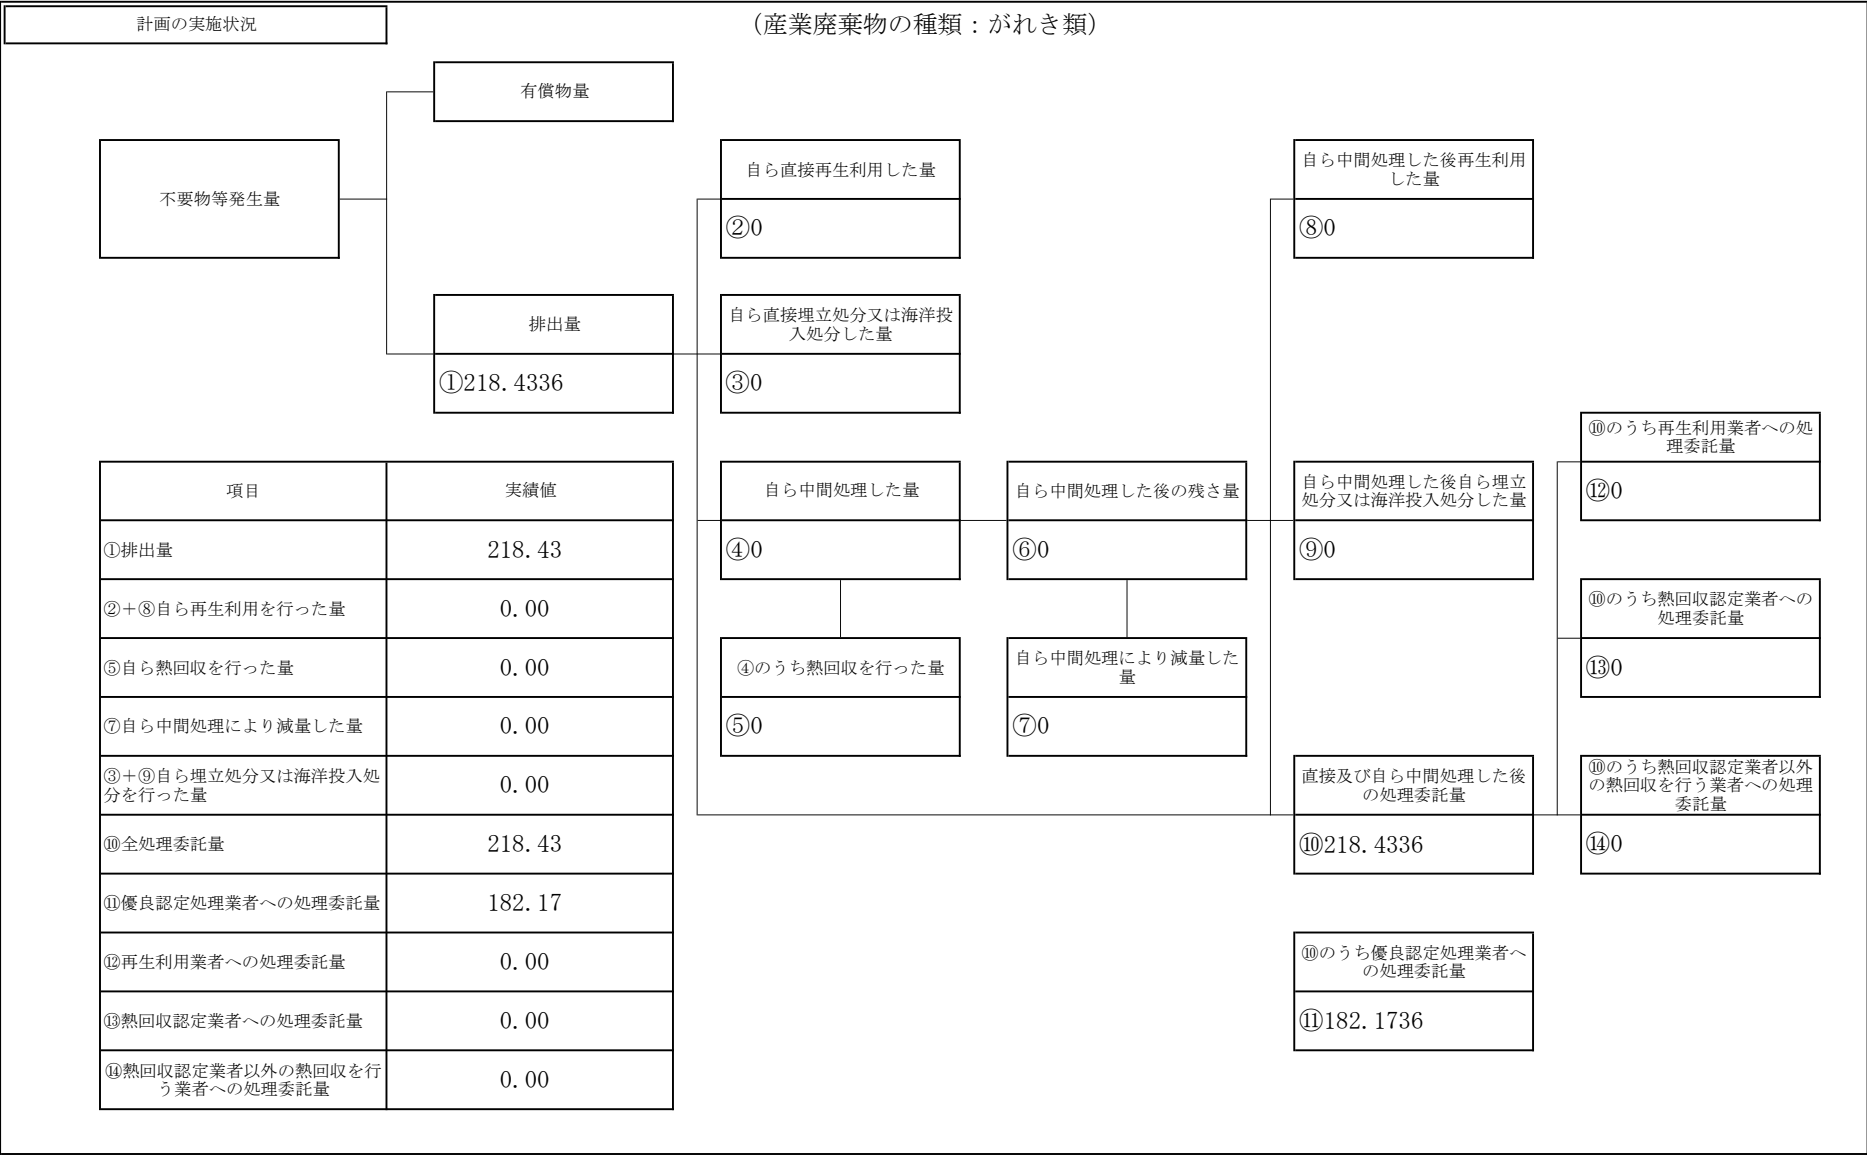 計画の実施状況
(産業廃棄物の種類：がれき類)
有償物量
不要物等発生量
自ら直接再生利用した量
②0
自ら中間処理した後再生利用
した量
⑧0
排出量
①218.4336
自ら直接埋立処分又は海洋投
入処分した量
③0
⑩のうち再生利用業者への処
理委託量
⑫0
自ら中間処理した量
④0
自ら中間処理した後の残さ量
⑥0
自ら中間処理した後自ら埋立
処分又は海洋投入処分した量
⑨0
⑩のうち熱回収認定業者への
処理委託量
⑬0
④のうち熱回収を行った量
⑤0
自ら中間処理により減量した
量
⑦0
直接及び自ら中間処理した後
の処理委託量
⑩218.4336
⑩のうち熱回収認定業者以外
の熱回収を行う業者への処理
委託量
⑭0
⑩のうち優良認定処理業者へ
の処理委託量
⑪182.1736
項目 実績値
①排出量 218.43
②＋⑧自ら再生利用を行った量 0.00
⑤自ら熱回収を行った量 0.00
⑦自ら中間処理により減量した量 0.00
③＋⑨自ら埋立処分又は海洋投入処
分を行った量 0.00
⑩全処理委託量 218.43
⑪優良認定処理業者への処理委託量 182.17
⑫再生利用業者への処理委託量 0.00
⑬熱回収認定業者への処理委託量 0.00
⑭熱回収認定業者以外の熱回収を行
う業者への処理委託量 0.00